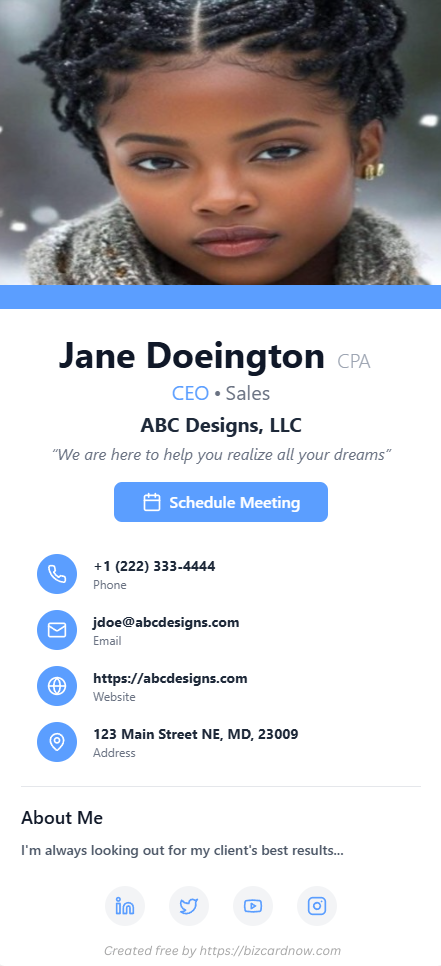 Jane Doeington CPA
CEO • Sales
ABC Designs, LLC
“We are here to help you realize all your dreams”
Schedule Meeting
+1 (222) 333-4444
Phone
jdoe@abcdesigns.com
Email
https://abcdesigns.com
Website
123 Main Street NE, MD, 23009
Address
About Me
I'm always looking out for my client's best results...
in
Created free by https://bizcardnow.com